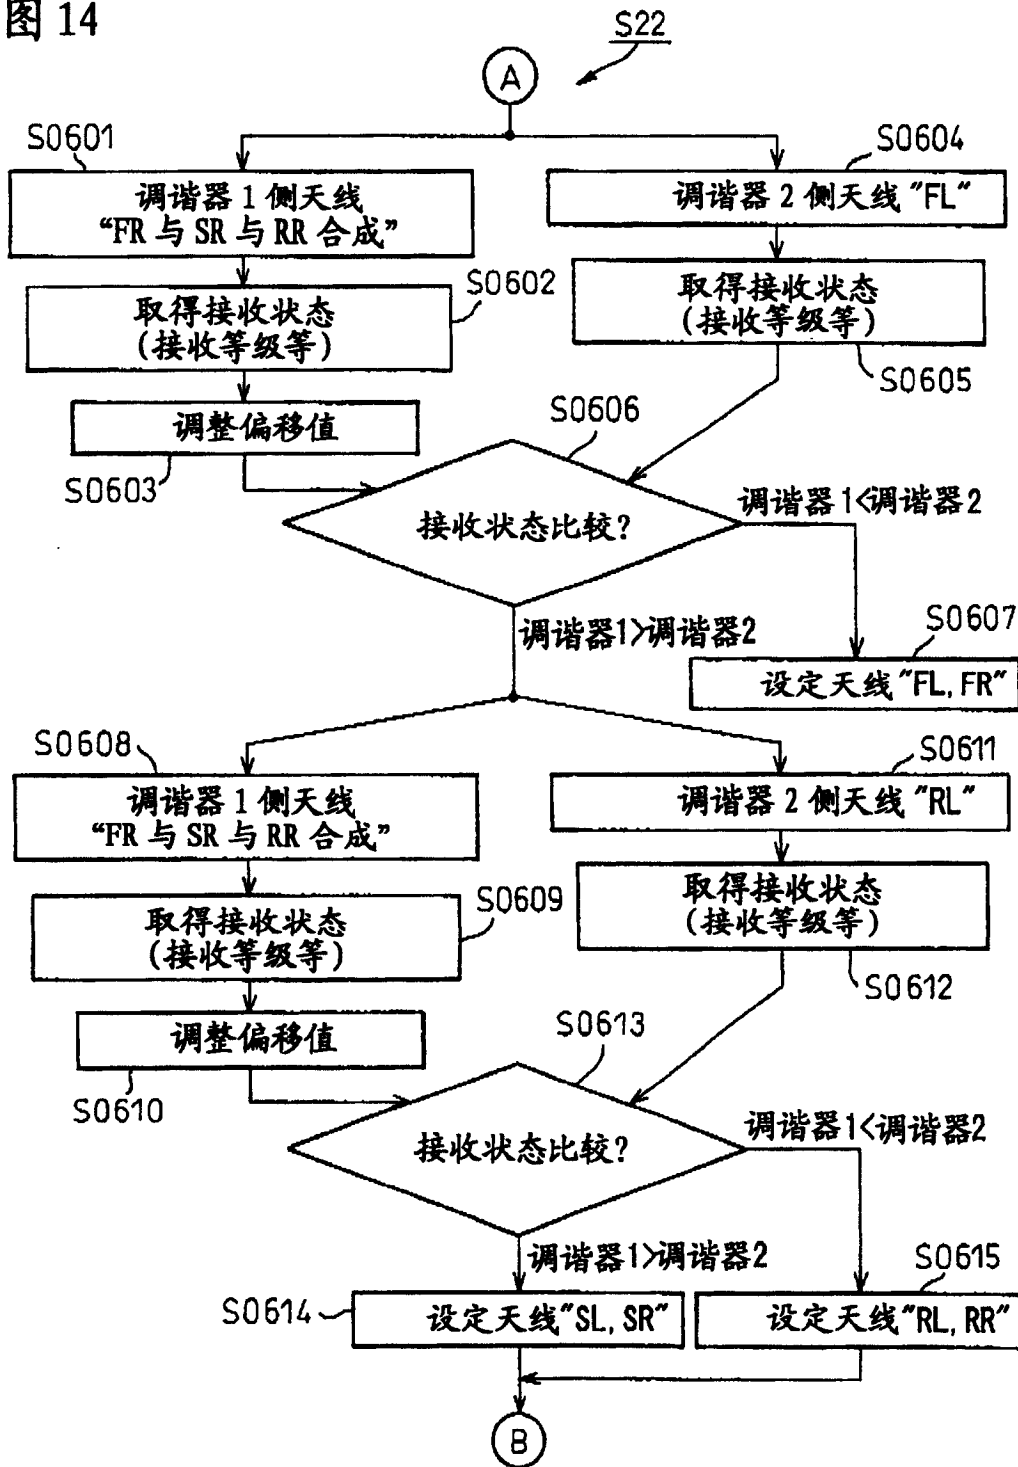 图 14
S22
A
S0601
调谐器 1 侧天线
“FR 与 SR 与 RR 合成”
S0604
调谐器 2 侧天线"FL"
S0602
取得接收状态
(接收等级等)
取得接收状态
(接收等级等)
S0605
调整偏移值
S0603
S0606
接收状态比较?
调谐器1<调谐器2
调谐器1>调谐器2
S0607
设定天线"FL, FR"
S0608
调谐器 1 侧天线
“FR 与 SR 与 RR 合成”
S0611
调谐器 2 侧天线"RL"
S0609
取得接收状态
(接收等级等)
取得接收状态
(接收等级等)
S0612
调整偏移值
S0610
S0613
接收状态比较?
调谐器1<调谐器2
调谐器1>调谐器2
S0614
设定天线"SL, SR"
S0615
设定天线"RL, RR"
B